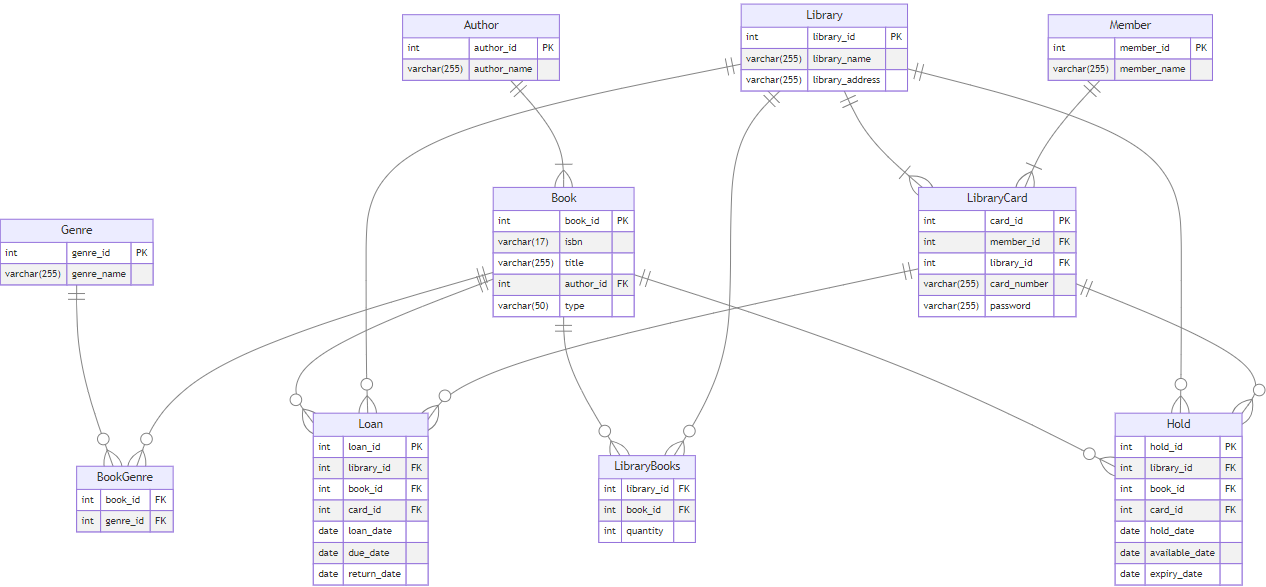 Author
int author_id PK
varchar(255) author_name
Library
int library_id PK
varchar(255) library_name
varchar(255) library_address
Member
int member_id PK
varchar(255) member_name
Genre
int genre_id PK
varchar(255) genre_name
Book
int book_id PK
varchar(17) isbn
varchar(255) title
int author_id FK
varchar(50) type
LibraryCard
int card_id PK
int member_id FK
int library_id FK
varchar(255) card_number
varchar(255) password
BookGenre
int book_id FK
int genre_id FK
Loan
int loan_id PK
int library_id FK
int book_id FK
int card_id FK
date loan_date
date due_date
date return_date
LibraryBooks
int library_id FK
int book_id FK
int quantity
Hold
int hold_id PK
int library_id FK
int book_id FK
int card_id FK
date hold_date
date available_date
date expiry_date